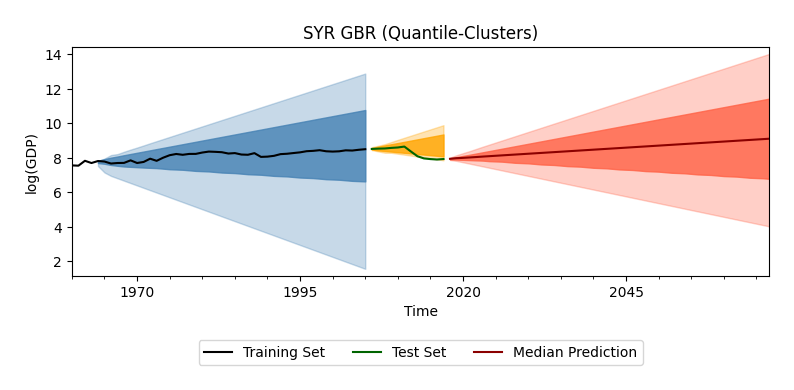 SYR GBR (Quantile-Clusters)
14
12
10
8
6
4
2
log(GDP)
1970 1995 2020 2045
Time
Training Set Test Set Median Prediction